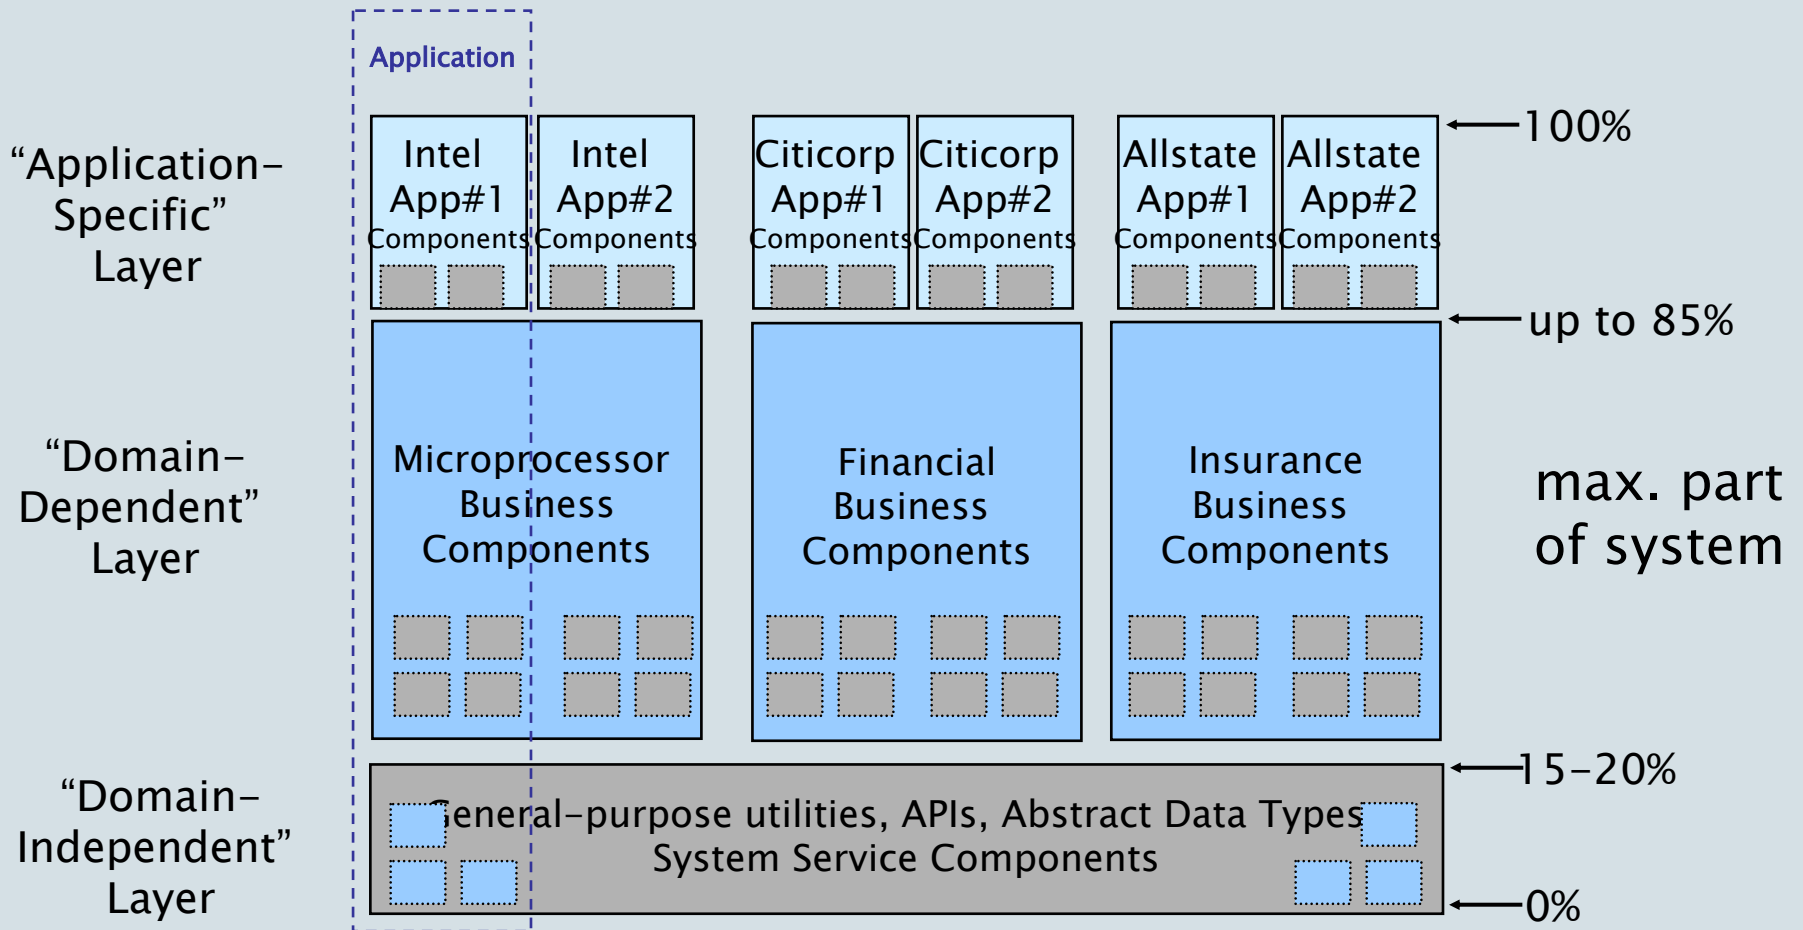 Application
“Application–
Specific”
Layer
Intel
App#1
Components
Intel
App#2
Components
Citicorp
App#1
Components
Citicorp
App#2
Components
Allstate
App#1
Components
Allstate
App#2
Components
100%
up to 85%
“Domain–
Dependent”
Layer
Microprocessor
Business
Components
Financial
Business
Components
Insurance
Business
Components
max. part
of system
15–20%
“Domain–
Independent”
Layer
General–purpose utilities, APIs, Abstract Data Types
System Service Components
0%